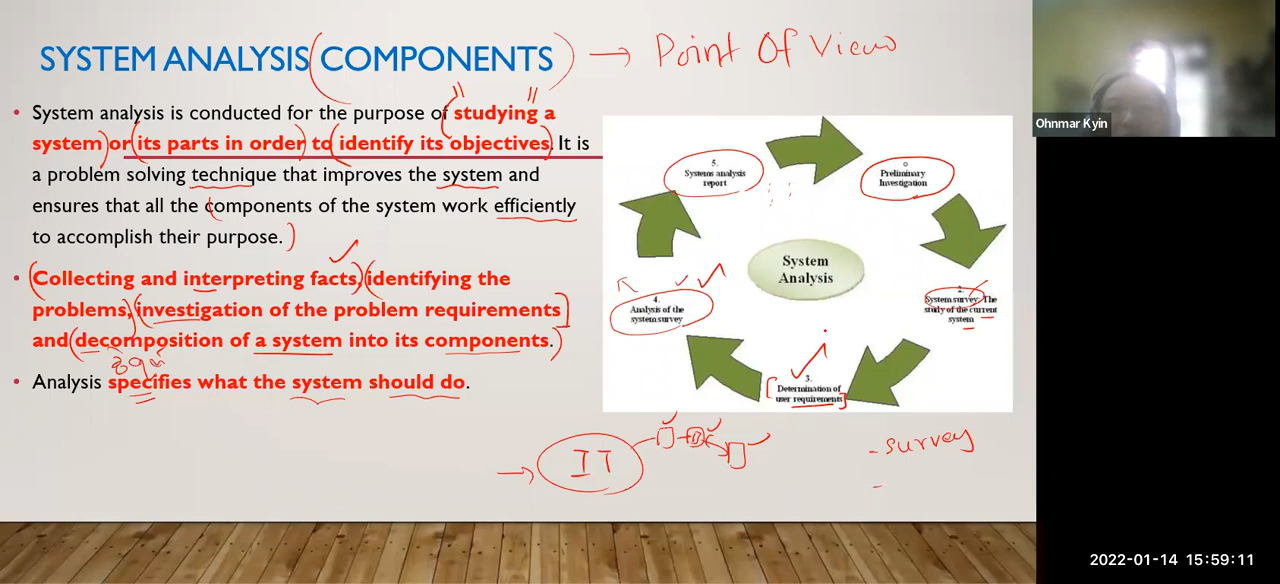 SYSTEM ANALYSIS (COMPONENTS) → Point Of View
• System analysis is conducted for the purpose of studying a
system or its parts in order to identify its objectives. It is
a problem solving technique that improves the system and
ensures that all the components of the system work efficiently
to accomplish their purpose.
• Collecting and interpreting facts, identifying the
problems, investigation of the problem requirements
and decomposition of a system into its components.
• Analysis specifies what the system should do.
5.
Systems analysis
report
Preliminary
Investigation
System
Analysis
4.
Analysis of the
system survey
2.
System survey: The
study of the current
system
3.
Determination of
user requirements
IT
- survey
-
Ohnmar Kyin
2022-01-14 15:59:11